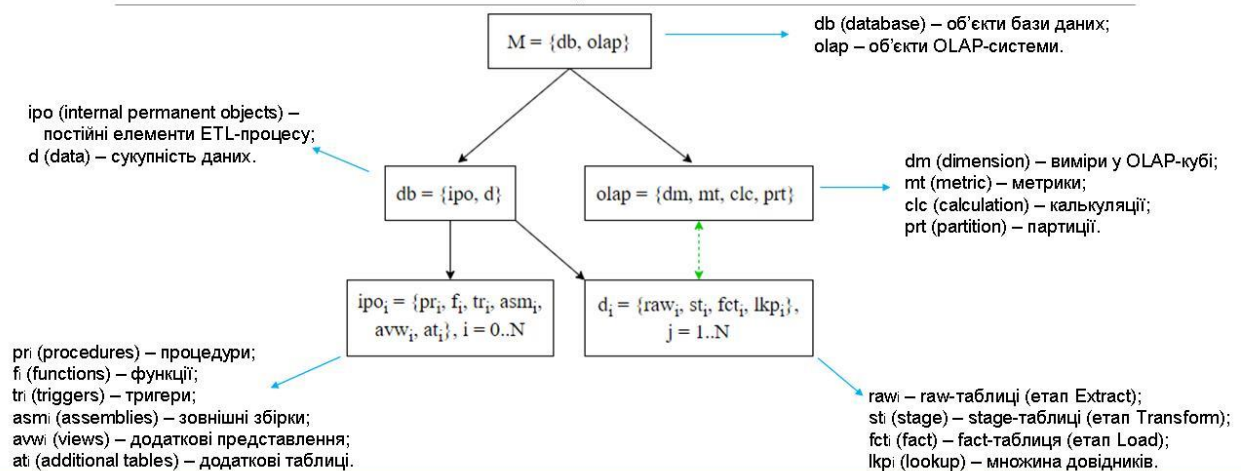 M = {db, olap}
db (database) – об'єкти бази даних;
olap – об'єкти OLAP-системи.
ipo (internal permanent objects) –
постійні елементи ETL-процесу;
d (data) – сукупність даних.
db = {ipo, d}
olap = {dm, mt, clc, prt}
dm (dimension) – виміри у OLAP-кубі;
mt (metric) – метрики;
clc (calculation) – калькуляції;
prt (partition) – партиції.
ipoᵢ = {prᵢ, fᵢ, trᵢ, asmᵢ,
avwᵢ, atᵢ}, i = 0..N
dᵢ = {rawᵢ, stᵢ, fctᵢ, lkpᵢ},
j = 1..N
prᵢ (procedures) – процедури;
fᵢ (functions) – функції;
trᵢ (triggers) – тригери;
asmᵢ (assemblies) – зовнішні збірки;
avwᵢ (views) – додаткові представлення;
atᵢ (additional tables) – додаткові таблиці.
rawᵢ – raw-таблиці (етап Extract);
stᵢ (stage) – stage-таблиці (етап Transform);
fctᵢ (fact) – fact-таблиця (етап Load);
lkpᵢ (lookup) – множина довідників.